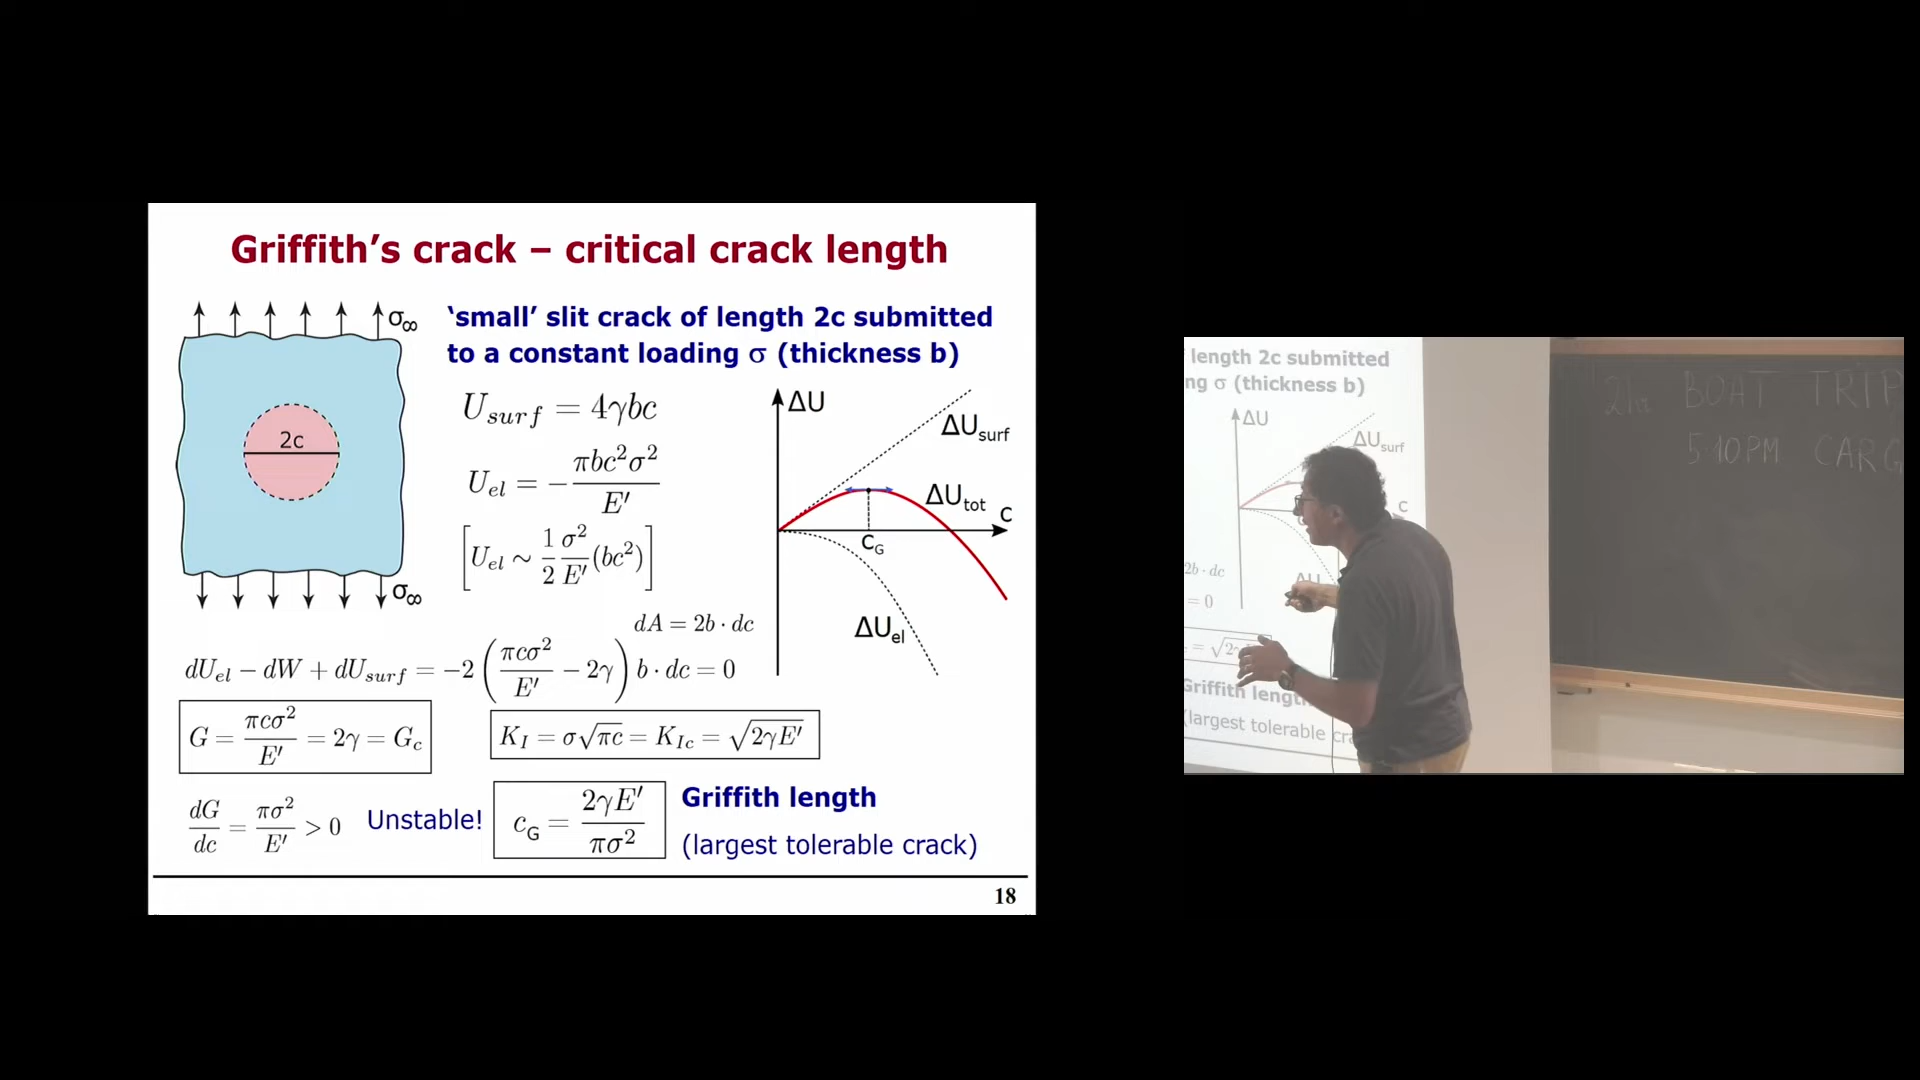 Griffith’s crack – critical crack length
‘small’ slit crack of length 2c submitted
to a constant loading σ (thickness b)
σ∞
2c
σ∞
U_surf = 4γbc
U_el = −πbc²σ²/E′
[U_el ∼ 1/2 σ²/E′ (bc²)]
ΔU
ΔU_surf
ΔU_tot
c
c_G
ΔU_el
dA = 2b · dc
dU_el − dW + dU_surf = −2(πcσ²/E′ − 2γ) b · dc = 0
G = πcσ²/E′ = 2γ = G_c
K_I = σ√πc = K_Ic = √2γE′
dG/dc = πσ²/E′ > 0
Unstable!
c_G = 2γE′/πσ²
Griffith length
(largest tolerable crack)
18
length 2c submitted
ng σ (thickness b)
ΔU
ΔU_surf
c
2b · dc
= 0
= √2
Griffith length
(largest tolerable cra
BOAT TRIP
5:10PM CARG